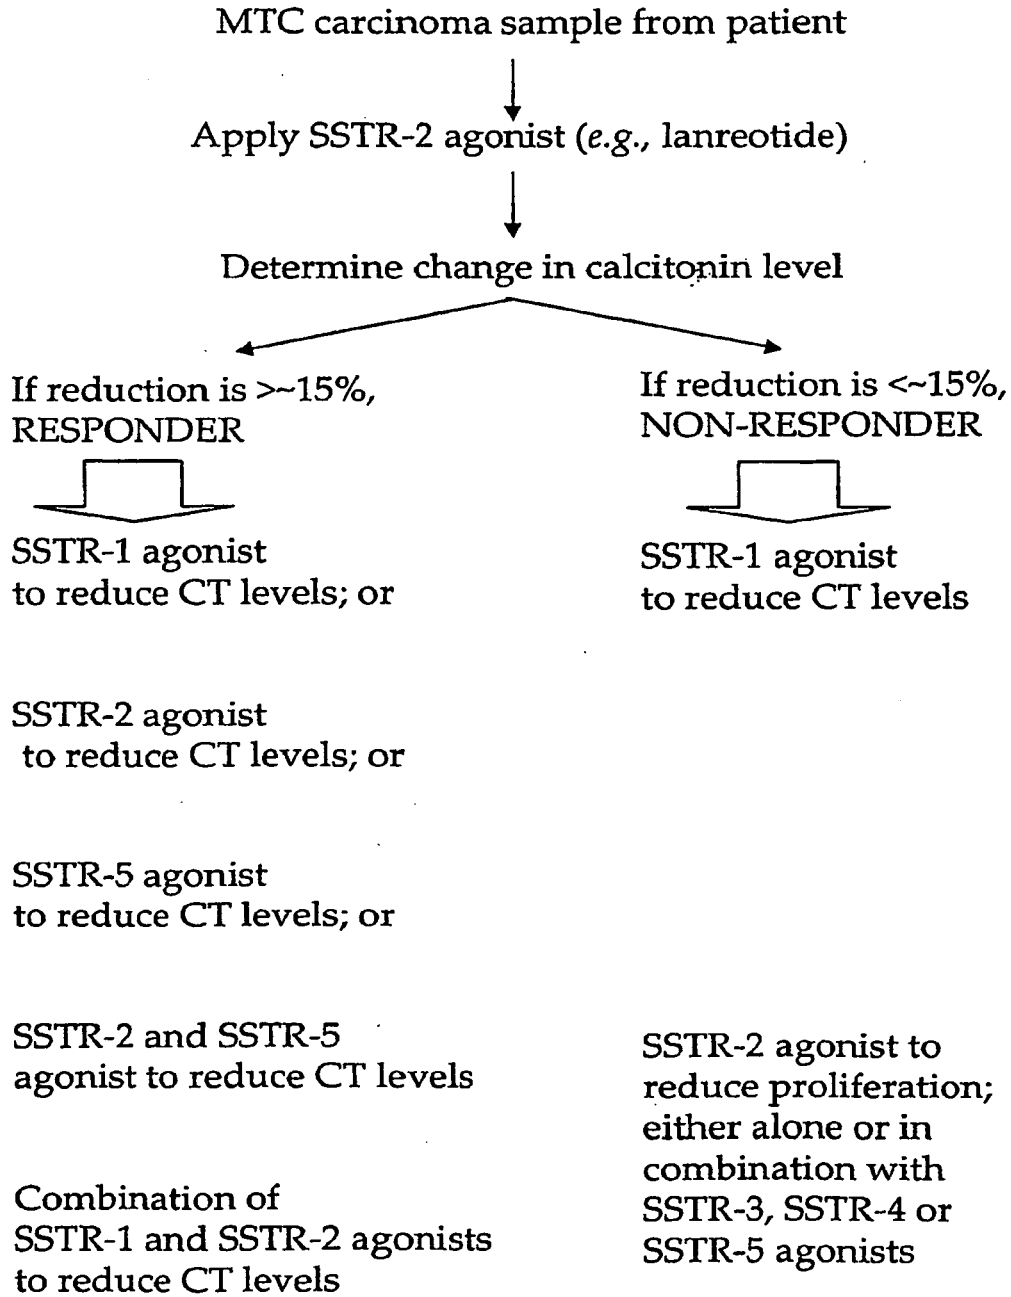 MTC carcinoma sample from patient
Apply SSTR-2 agonist (e.g., lanreotide)
Determine change in calcitonin level
If reduction is >~15%,
RESPONDER
SSTR-1 agonist
to reduce CT levels; or
SSTR-2 agonist
to reduce CT levels; or
SSTR-5 agonist
to reduce CT levels; or
SSTR-2 and SSTR-5
agonist to reduce CT levels
Combination of
SSTR-1 and SSTR-2 agonists
to reduce CT levels
If reduction is <~15%,
NON-RESPONDER
SSTR-1 agonist
to reduce CT levels
SSTR-2 agonist to
reduce proliferation;
either alone or in
combination with
SSTR-3, SSTR-4 or
SSTR-5 agonists